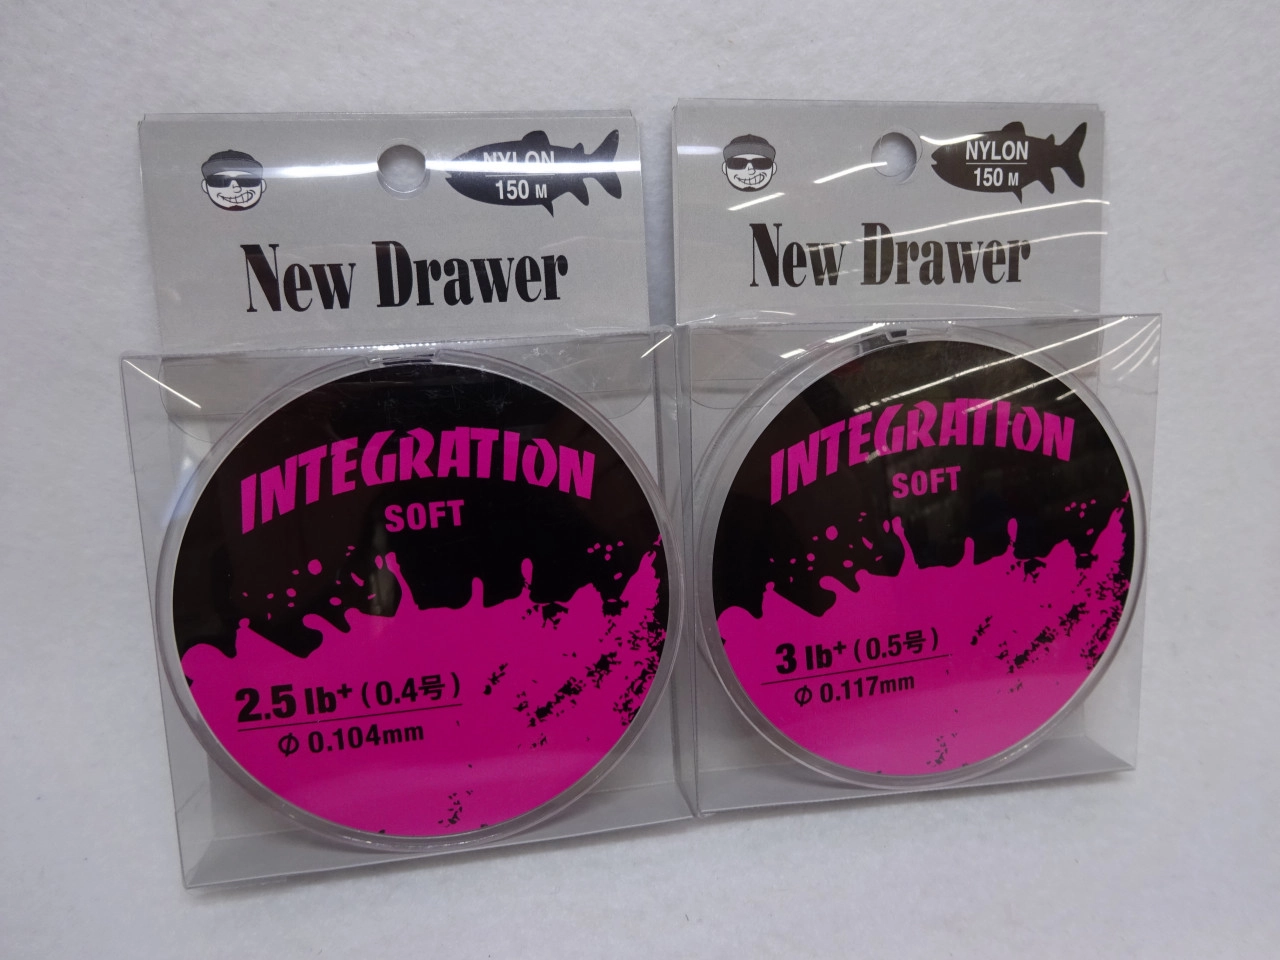 NYLON
150 M
New Drawer
INTEGRATION
SOFT
2.5 lb+ (0.4号)
Φ 0.104mm
NYLON
150 M
New Drawer
INTEGRATION
SOFT
3 lb+ (0.5号)
Φ 0.117mm